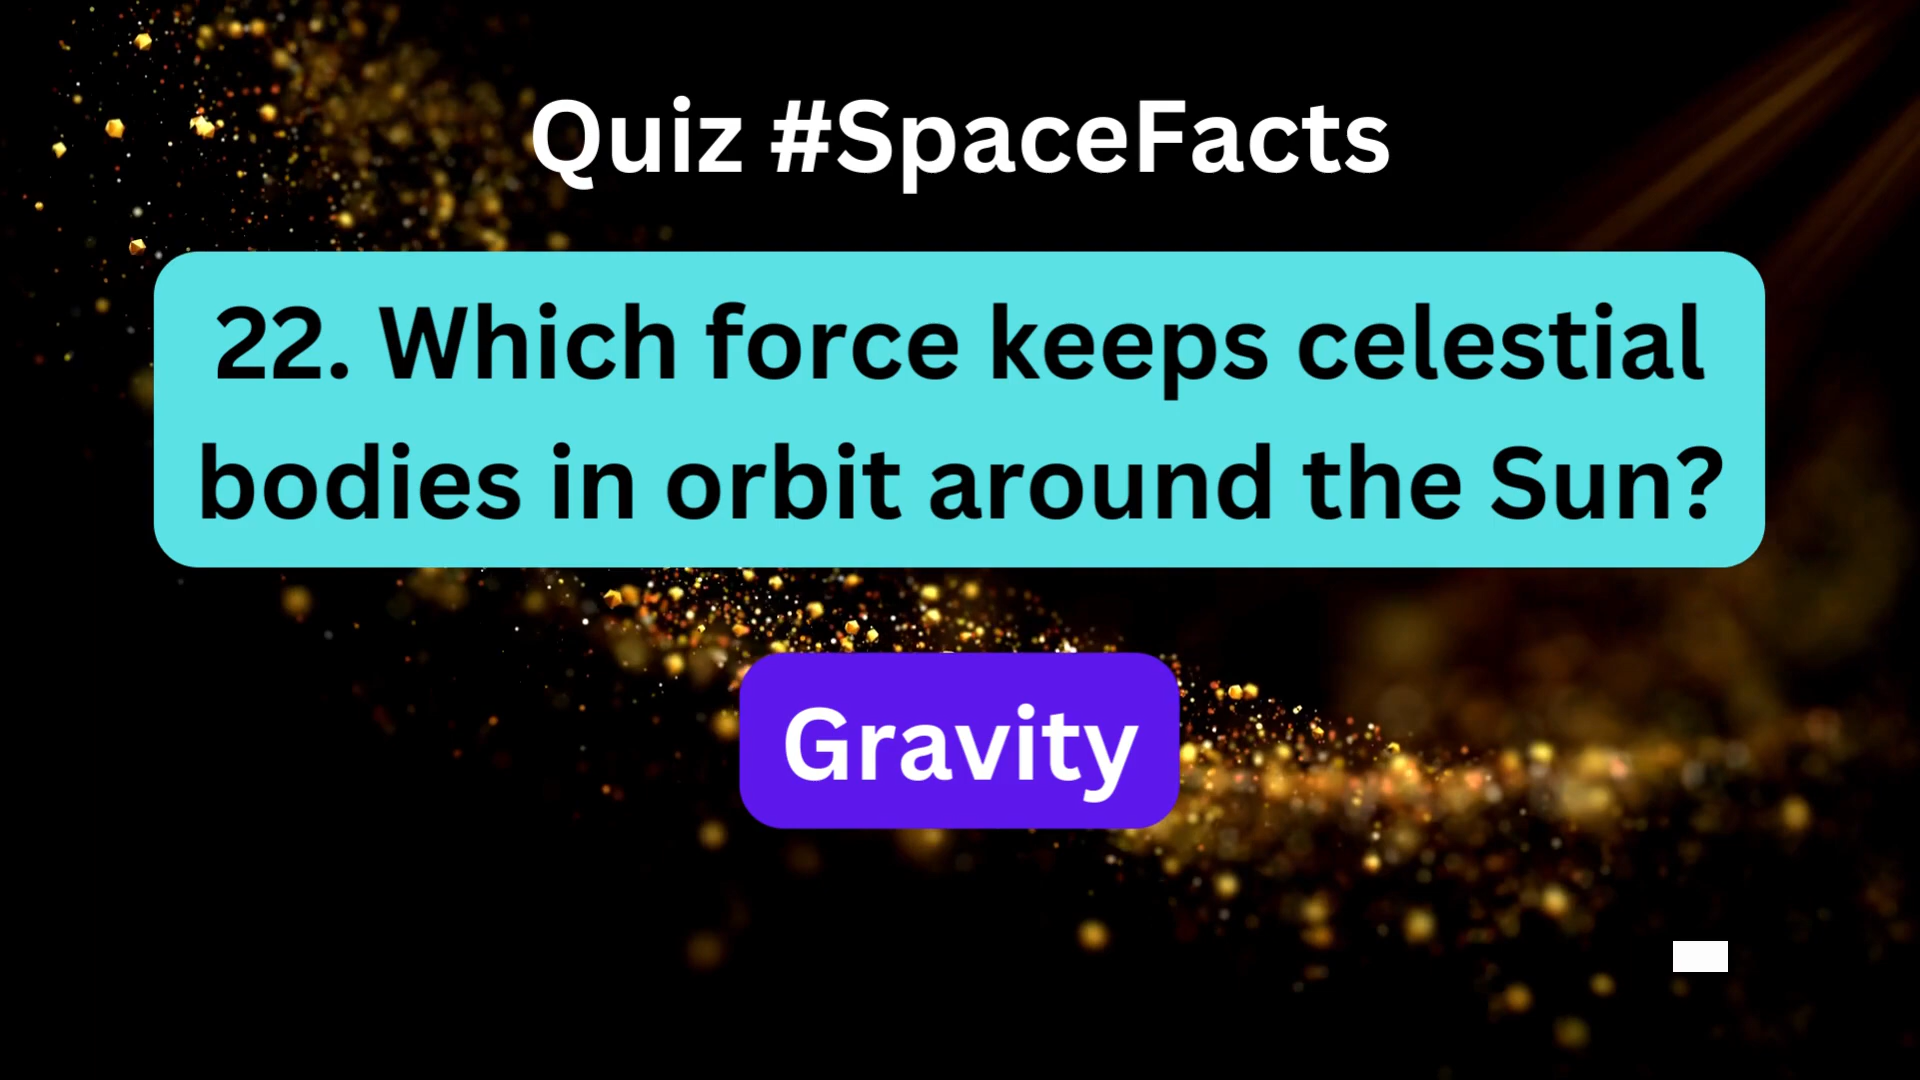 Quiz #SpaceFacts
22. Which force keeps celestial
bodies in orbit around the Sun?
Gravity